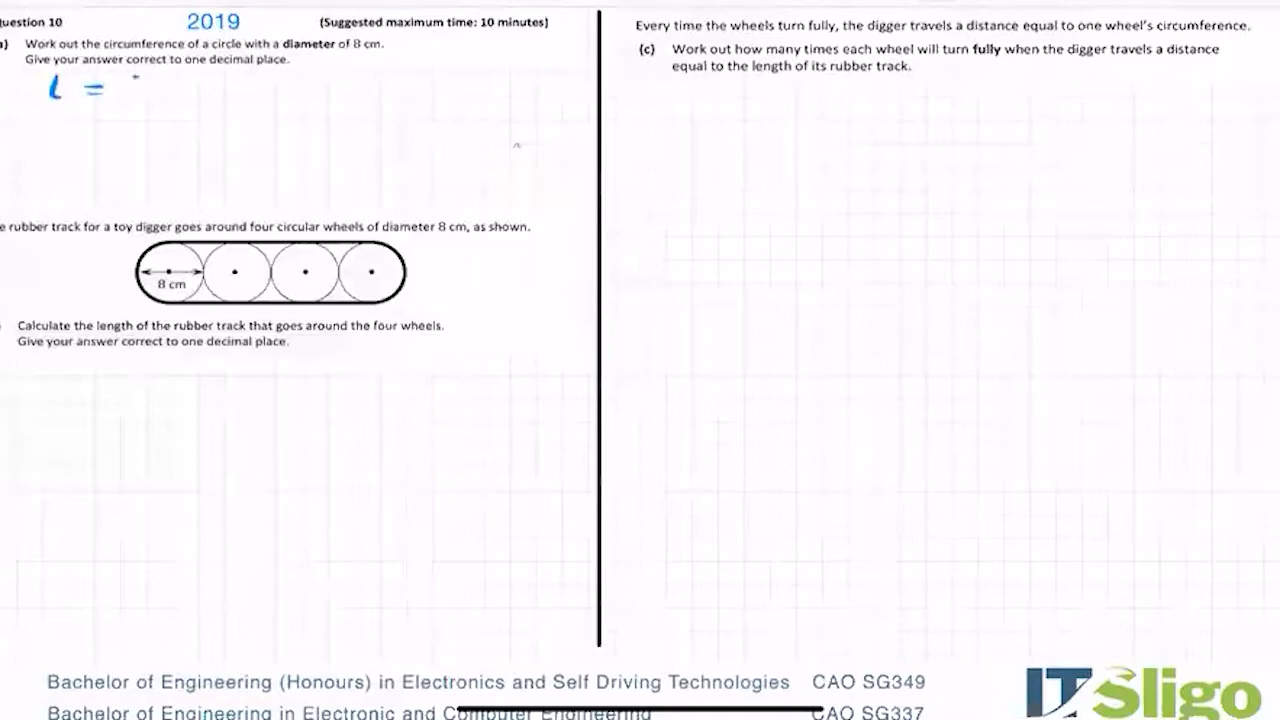 uestion 10 2019 (Suggested maximum time: 10 minutes)
a) Work out the circumference of a circle with a diameter of 8 cm.
Give your answer correct to one decimal place.
l =
e rubber track for a toy digger goes around four circular wheels of diameter 8 cm, as shown.
8 cm
Calculate the length of the rubber track that goes around the four wheels.
Give your answer correct to one decimal place.
Every time the wheels turn fully, the digger travels a distance equal to one wheel's circumference.
(c) Work out how many times each wheel will turn fully when the digger travels a distance
equal to the length of its rubber track.
Bachelor of Engineering (Honours) in Electronics and Self Driving Technologies CAO SG349
Bachelor of Engineering in Electronic and Computer Engineering CAO SG337
IT Sligo